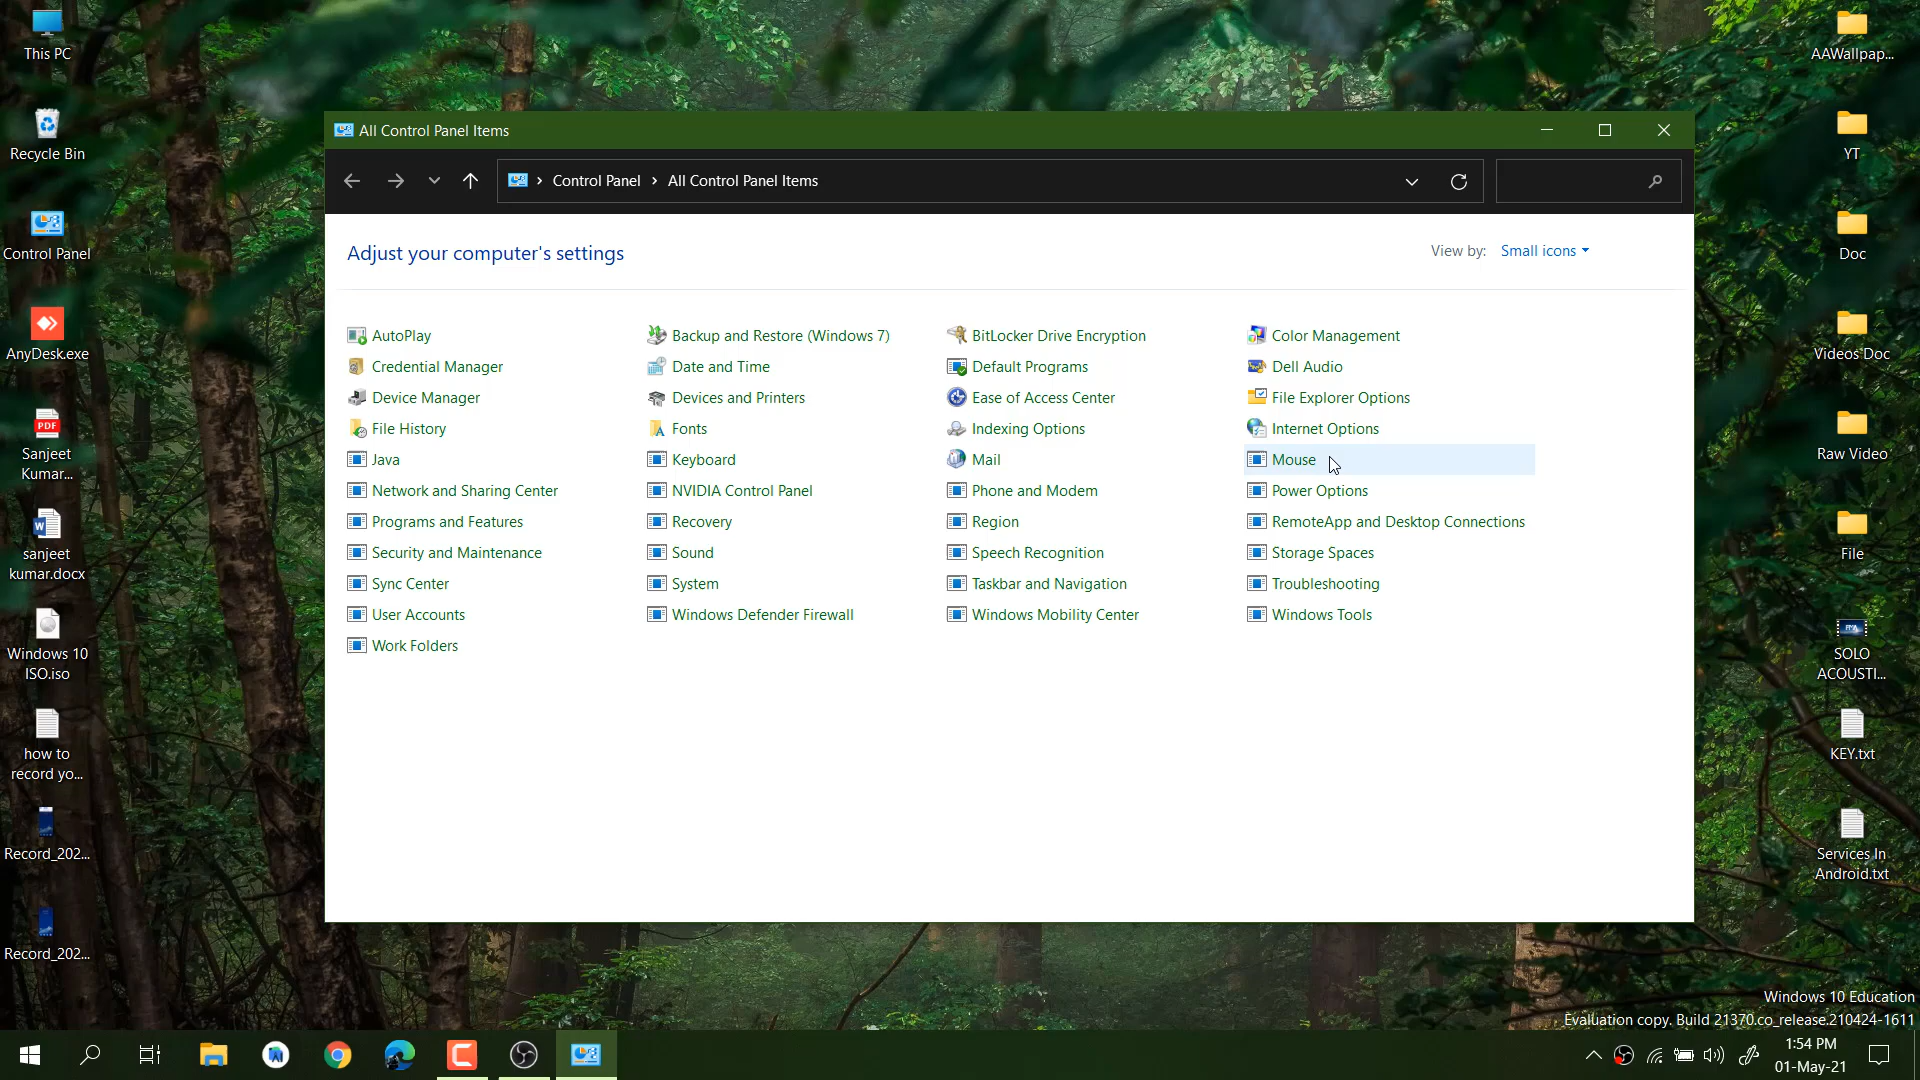 This PC
Recycle Bin
Control Panel
AnyDesk.exe
Sanjeet
Kumar...
sanjeet
kumar.docx
Windows 10
ISO.iso
how to
record yo...
Record_202...
Record_202...
All Control Panel Items
Control Panel > All Control Panel Items
Adjust your computer's settings
View by: Small icons
AutoPlay
Backup and Restore (Windows 7)
BitLocker Drive Encryption
Color Management
Credential Manager
Date and Time
Default Programs
Dell Audio
Device Manager
Devices and Printers
Ease of Access Center
File Explorer Options
File History
Fonts
Indexing Options
Internet Options
Java
Keyboard
Mail
Mouse
Network and Sharing Center
NVIDIA Control Panel
Phone and Modem
Power Options
Programs and Features
Recovery
Region
RemoteApp and Desktop Connections
Security and Maintenance
Sound
Speech Recognition
Storage Spaces
Sync Center
System
Taskbar and Navigation
Troubleshooting
User Accounts
Windows Defender Firewall
Windows Mobility Center
Windows Tools
Work Folders
AAWallpap...
YT
Doc
Videos Doc
Raw Video
File
SOLO
ACOUSTI...
KEY.txt
Services In
Android.txt
PDF
Windows 10 Education
Evaluation copy. Build 21370.co_release.210424-1611
1:54 PM
01-May-21